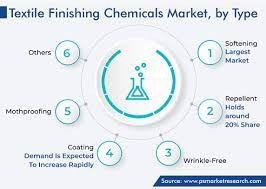 Textile Finishing Chemicals Market, by Type
Others
6
1
Softening
Largest
Market
Mothproofing
5
2
Repellent
Holds
around
20% Share
Coating
Demand Is Expected
To Increase Rapidly
4
3
Wrinkle-Free
Source: www.psmarketresearch.com